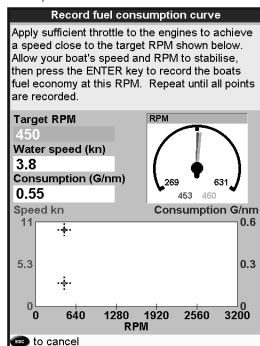 Record fuel consumption curve
Apply sufficient throttle to the engines to achieve
a speed close to the target RPM shown below.
Allow your boat's speed and RPM to stabilise,
then press the ENTER key to record the boats
fuel economy at this RPM. Repeat until all points
are recorded.
Target RPM
450
Water speed (kn)
3.8
Consumption (G/nm)
0.55
RPM
269
631
453 460
Speed kn
Consumption G/nm
11
0.6
5.3
0.3
0
0
0 640 1280 1920 2560 3200
RPM
ESC to cancel